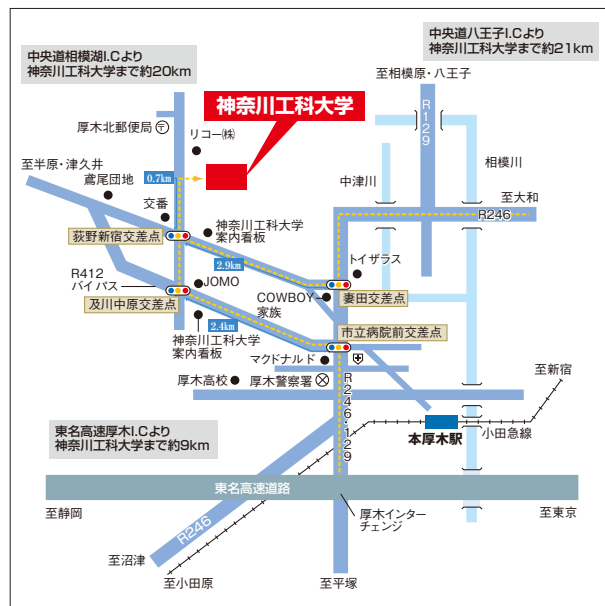 中央道相模湖I.Cより
神奈川工科大学まで約20km
中央道八王子I.Cより
神奈川工科大学まで約21km
至相模原・八王子
神奈川工科大学
R129
厚木北郵便局〒
リコー(株)
相模川
至半原・津久井
鳶尾団地
0.7km
中津川
至大和
交番
R246
神奈川工科大学
案内看板
荻野新宿交差点
トイザラス
2.9km
R412
バイパス
JOMO
妻田交差点
COWBOY
家族
及川中原交差点
2.4km
市立病院前交差点
神奈川工科大学
案内看板
マクドナルド
至新宿
厚木高校
厚木警察署
R246・129
東名高速厚木I.Cより
神奈川工科大学まで約9km
本厚木駅
小田急線
東名高速道路
至静岡
R246
厚木インター
チェンジ
至東京
至沼津
至小田原
至平塚